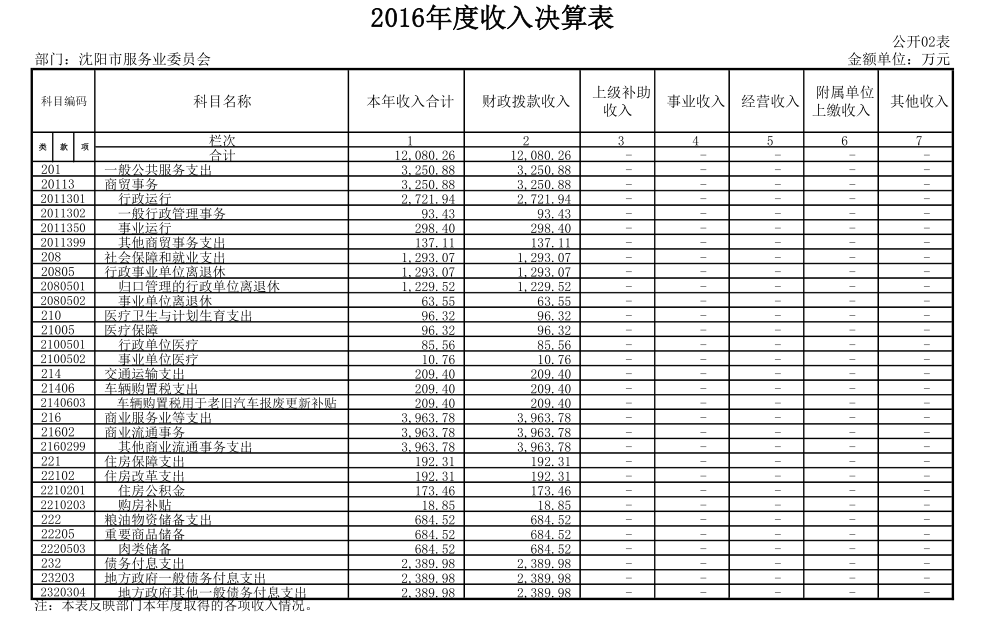 2016年度收入决算表
公开02表
部门：沈阳市服务业委员会 金额单位：万元
科目编码 科目名称 本年收入合计 财政拨款收入 上级补助收入 事业收入 经营收入 附属单位上缴收入 其他收入
类 款 项 栏次 1 2 3 4 5 6 7
合计 12,080.26 12,080.26 － － － － －
201 一般公共服务支出 3,250.88 3,250.88 － － － － －
20113 商贸事务 3,250.88 3,250.88 － － － － －
2011301 行政运行 2,721.94 2,721.94 － － － － －
2011302 一般行政管理事务 93.43 93.43 － － － － －
2011350 事业运行 298.40 298.40 － － － － －
2011399 其他商贸事务支出 137.11 137.11 － － － － －
208 社会保障和就业支出 1,293.07 1,293.07 － － － － －
20805 行政事业单位离退休 1,293.07 1,293.07 － － － － －
2080501 归口管理的行政单位离退休 1,229.52 1,229.52 － － － － －
2080502 事业单位离退休 63.55 63.55 － － － － －
210 医疗卫生与计划生育支出 96.32 96.32 － － － － －
21005 医疗保障 96.32 96.32 － － － － －
2100501 行政单位医疗 85.56 85.56 － － － － －
2100502 事业单位医疗 10.76 10.76 － － － － －
214 交通运输支出 209.40 209.40 － － － － －
21406 车辆购置税支出 209.40 209.40 － － － － －
2140603 车辆购置税用于老旧汽车报废更新补贴 209.40 209.40 － － － － －
216 商业服务业等支出 3,963.78 3,963.78 － － － － －
21602 商业流通事务 3,963.78 3,963.78 － － － － －
2160299 其他商业流通事务支出 3,963.78 3,963.78 － － － － －
221 住房保障支出 192.31 192.31 － － － － －
22102 住房改革支出 192.31 192.31 － － － － －
2210201 住房公积金 173.46 173.46 － － － － －
2210203 购房补贴 18.85 18.85 － － － － －
222 粮油物资储备支出 684.52 684.52 － － － － －
22205 重要商品储备 684.52 684.52 － － － － －
2220503 肉类储备 684.52 684.52 － － － － －
232 债务付息支出 2,389.98 2,389.98 － － － － －
23203 地方政府一般债务付息支出 2,389.98 2,389.98 － － － － －
2320304 地方政府其他一般债务付息支出 2,389.98 2,389.98 － － － － －
注：本表反映部门本年度取得的各项收入情况。